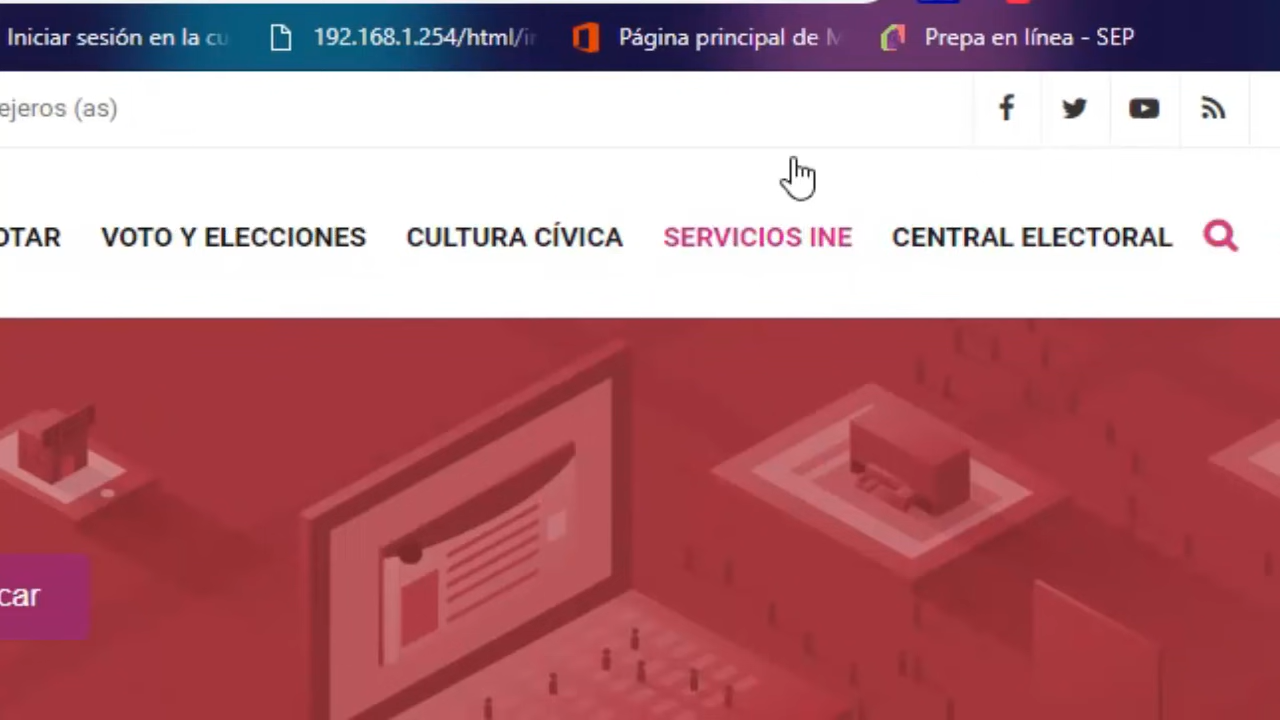 Iniciar sesión en la cu 192.168.1.254/html/in Página principal de M Prepa en línea - SEP
ejeros (as)
OTAR VOTO Y ELECCIONES CULTURA CÍVICA SERVICIOS INE CENTRAL ELECTORAL
car